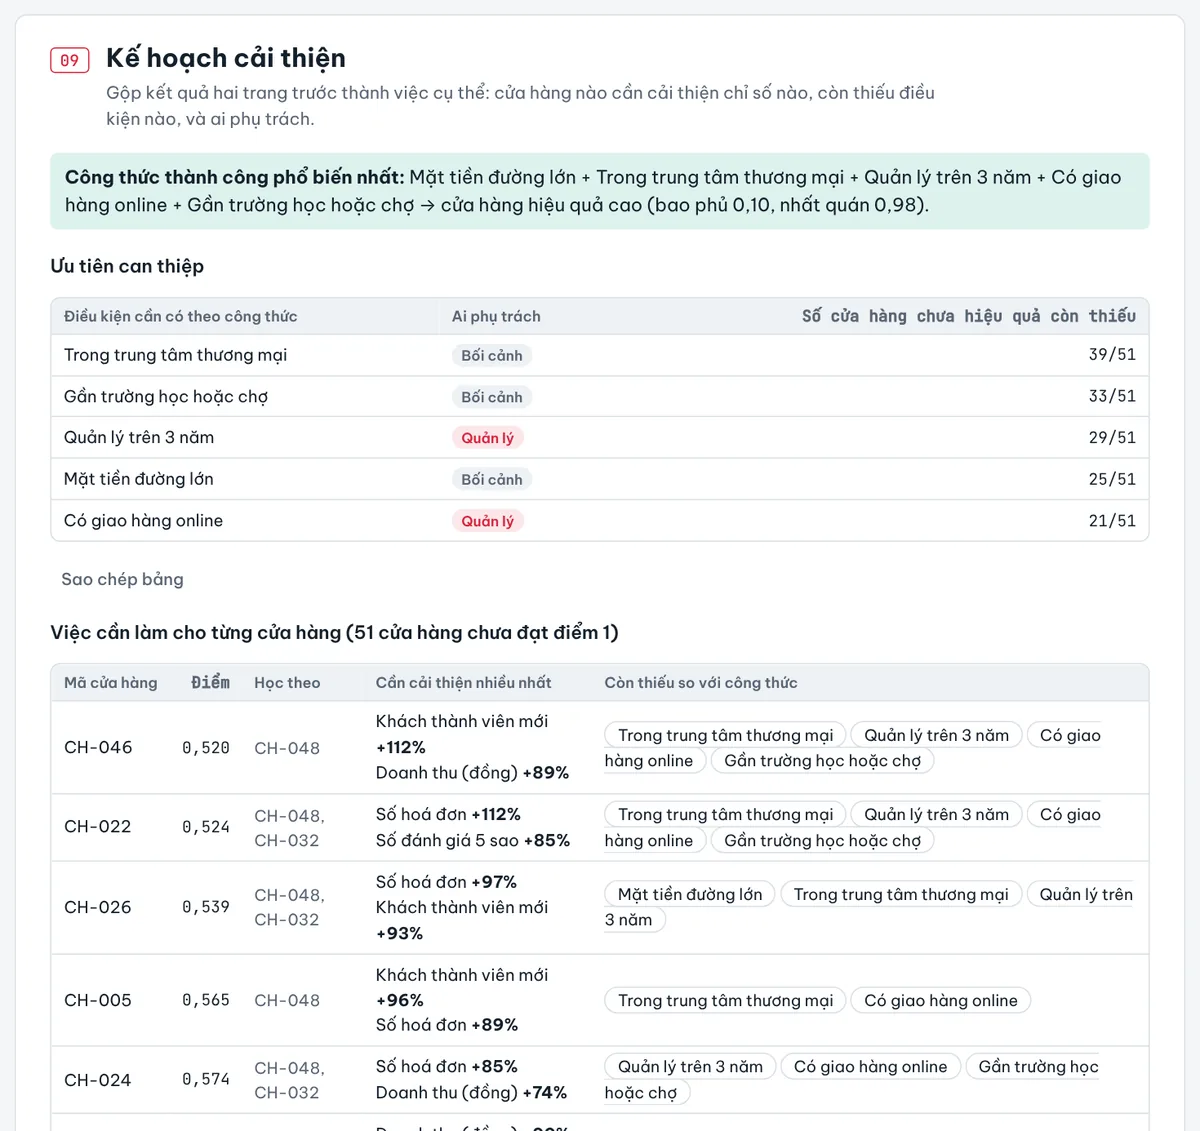 09
Kế hoạch cải thiện
Gộp kết quả hai trang trước thành việc cụ thể: cửa hàng nào cần cải thiện chỉ số nào, còn thiếu điều
kiện nào, và ai phụ trách.
Công thức thành công phổ biến nhất: Mặt tiền đường lớn + Trong trung tâm thương mại + Quản lý trên 3 năm + Có giao
hàng online + Gần trường học hoặc chợ → cửa hàng hiệu quả cao (bao phủ 0,10, nhất quán 0,98).
Ưu tiên can thiệp
Điều kiện cần có theo công thức Ai phụ trách Số cửa hàng chưa hiệu quả còn thiếu
Trong trung tâm thương mại Bối cảnh 39/51
Gần trường học hoặc chợ Bối cảnh 33/51
Quản lý trên 3 năm Quản lý 29/51
Mặt tiền đường lớn Bối cảnh 25/51
Có giao hàng online Quản lý 21/51
Sao chép bảng
Việc cần làm cho từng cửa hàng (51 cửa hàng chưa đạt điểm 1)
Mã cửa hàng Điểm Học theo Cần cải thiện nhiều nhất Còn thiếu so với công thức
CH-046 0,520 CH-048
Khách thành viên mới
+112%
Doanh thu (đồng) +89%
Trong trung tâm thương mại Quản lý trên 3 năm Có giao
hàng online Gần trường học hoặc chợ
CH-022 0,524
CH-048,
CH-032
Số hoá đơn +112%
Số đánh giá 5 sao +85%
Trong trung tâm thương mại Quản lý trên 3 năm Có giao
hàng online Gần trường học hoặc chợ
CH-026 0,539
CH-048,
CH-032
Số hoá đơn +97%
Khách thành viên mới
+93%
Mặt tiền đường lớn Trong trung tâm thương mại Quản lý trên
3 năm
CH-005 0,565 CH-048
Khách thành viên mới
+96%
Số hoá đơn +89%
Trong trung tâm thương mại Có giao hàng online
CH-024 0,574
CH-048,
CH-032
Số hoá đơn +85%
Doanh thu (đồng) +74%
Quản lý trên 3 năm Có giao hàng online Gần trường học
hoặc chợ